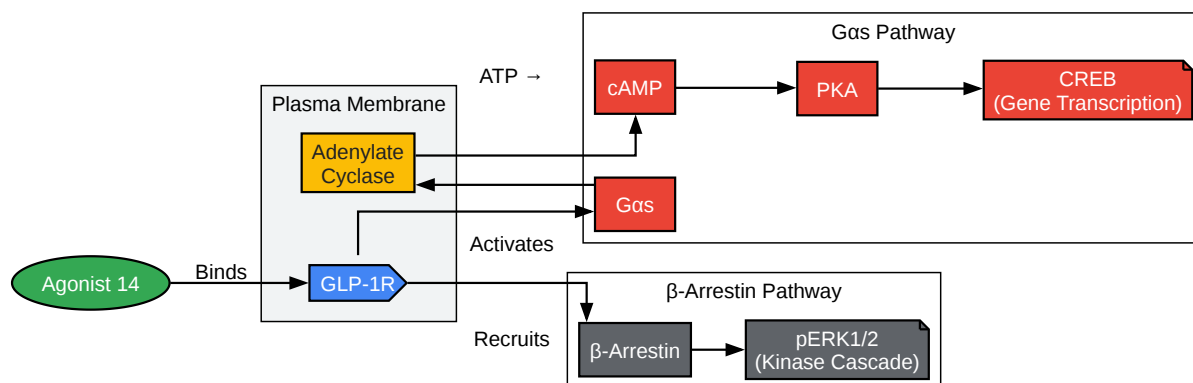 Gαs Pathway
ATP →
cAMP
PKA
CREB
(Gene Transcription)
Plasma Membrane
Adenylate
Cyclase
Gαs
Activates
Binds
Agonist 14
GLP-1R
β-Arrestin Pathway
Recruits
β-Arrestin
pERK1/2
(Kinase Cascade)